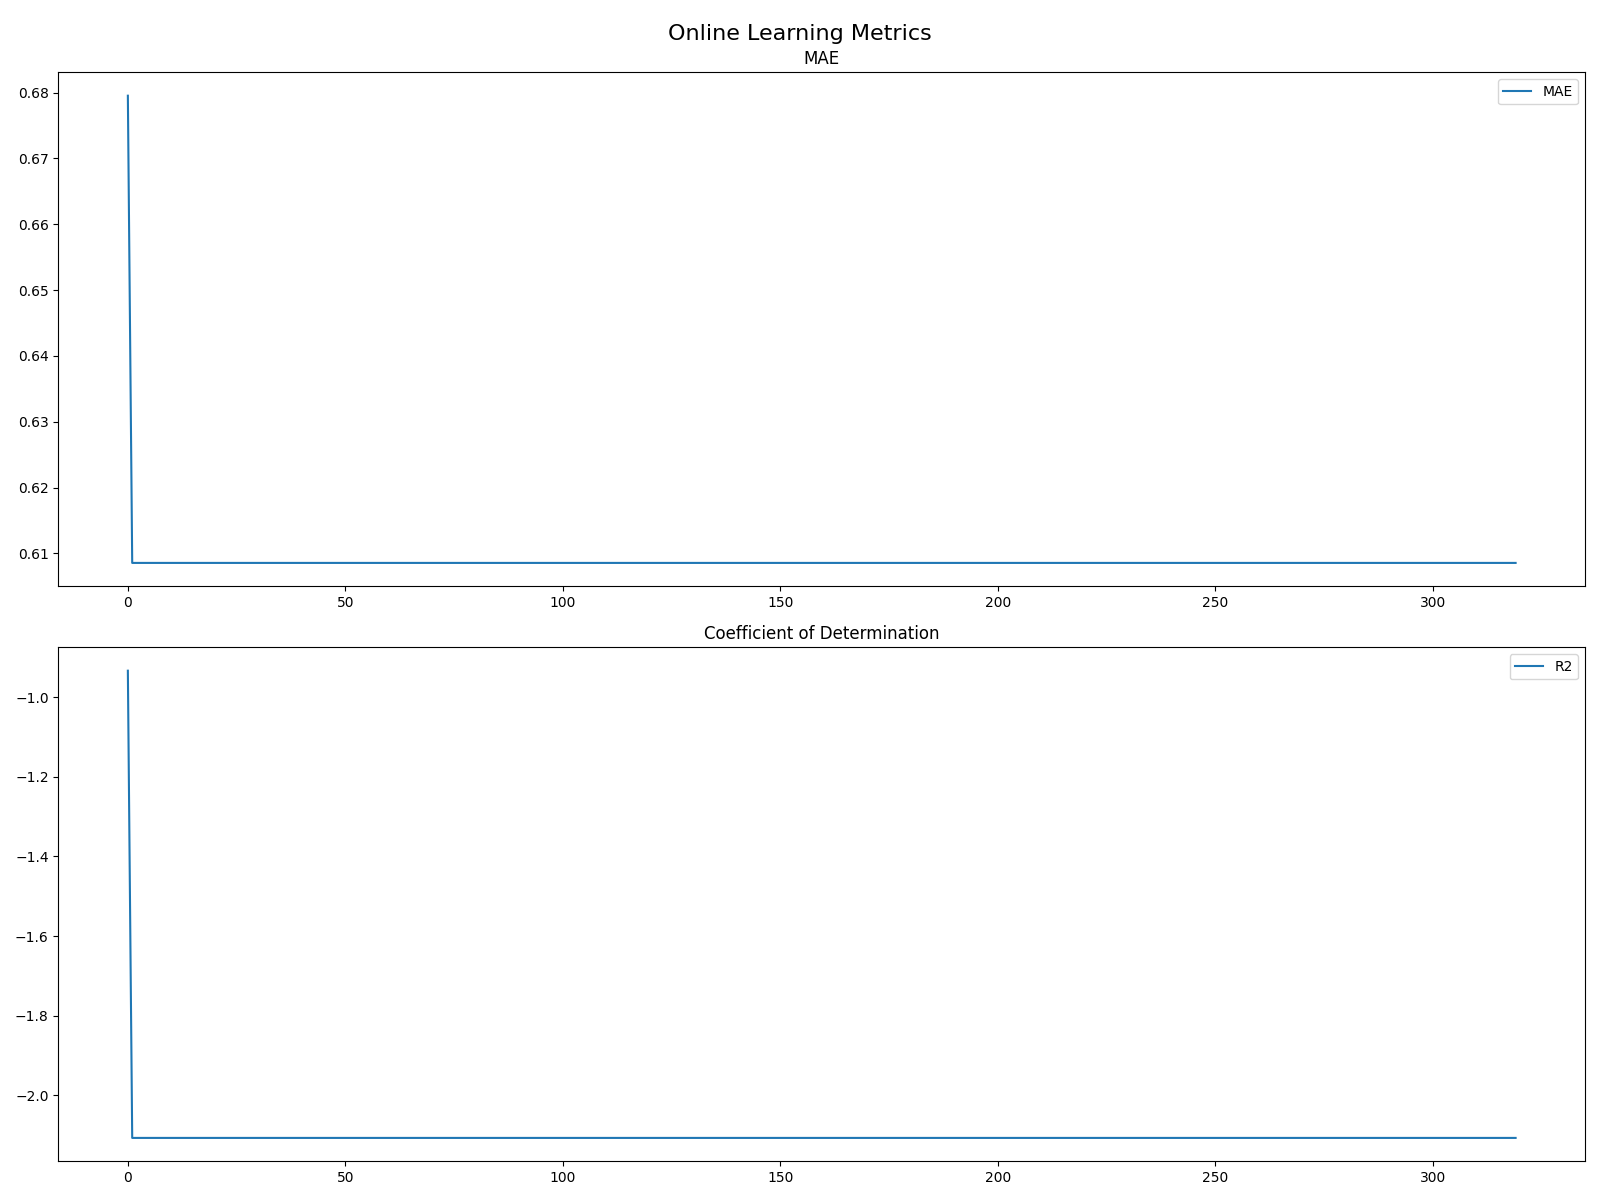 Online Learning Metrics
MAE
MAE
0.68
0.67
0.66
0.65
0.64
0.63
0.62
0.61
0 50 100 150 200 250 300
Coefficient of Determination
R2
−1.0
−1.2
−1.4
−1.6
−1.8
−2.0
0 50 100 150 200 250 300